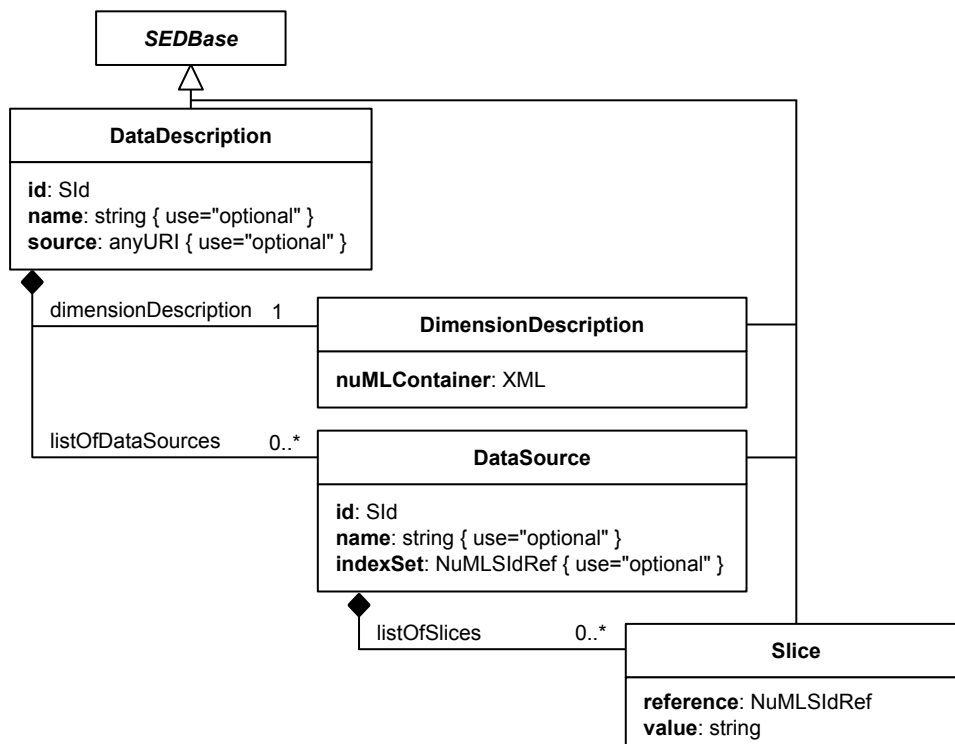 SEDBase
DataDescription
id: SId
name: string { use="optional" }
source: anyURI { use="optional" }
dimensionDescription 1
DimensionDescription
nuMLContainer: XML
listOfDataSources 0..*
DataSource
id: SId
name: string { use="optional" }
indexSet: NuMLSIdRef { use="optional" }
listOfSlices 0..*
Slice
reference: NuMLSIdRef
value: string